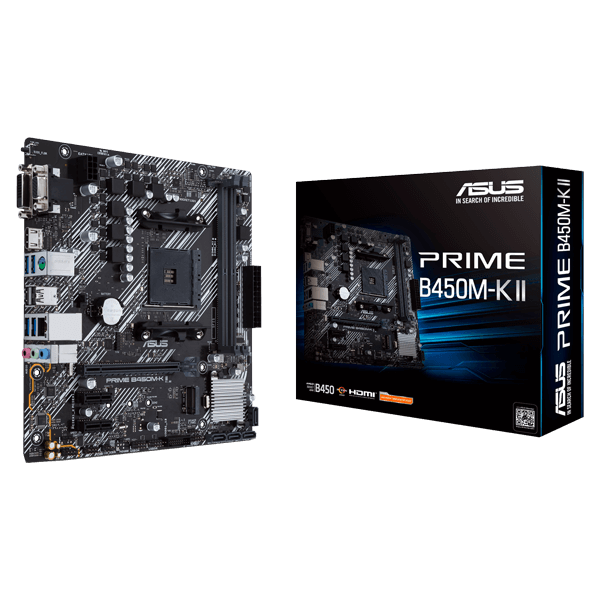 ASUS
PRIME B450M-K II
ASUS
IN SEARCH OF INCREDIBLE
PRIME
B450M-K II
B450
HDMI
ASUS
IN SEARCH OF INCREDIBLE
PRIME B450M-K II